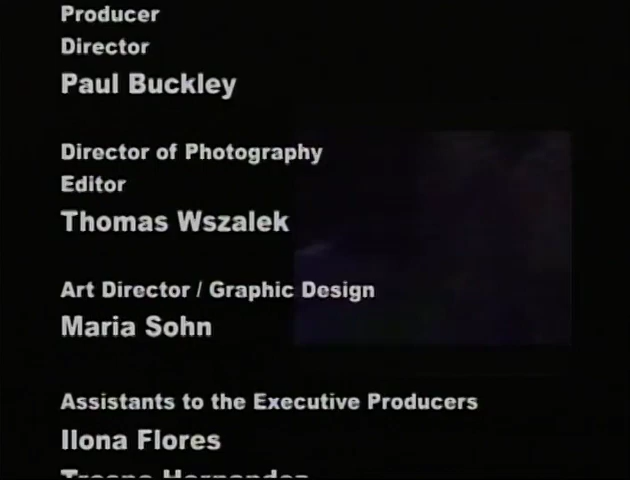 Producer
Director
Paul Buckley
Director of Photography
Editor
Thomas Wszalek
Art Director / Graphic Design
Maria Sohn
Assistants to the Executive Producers
Ilona Flores